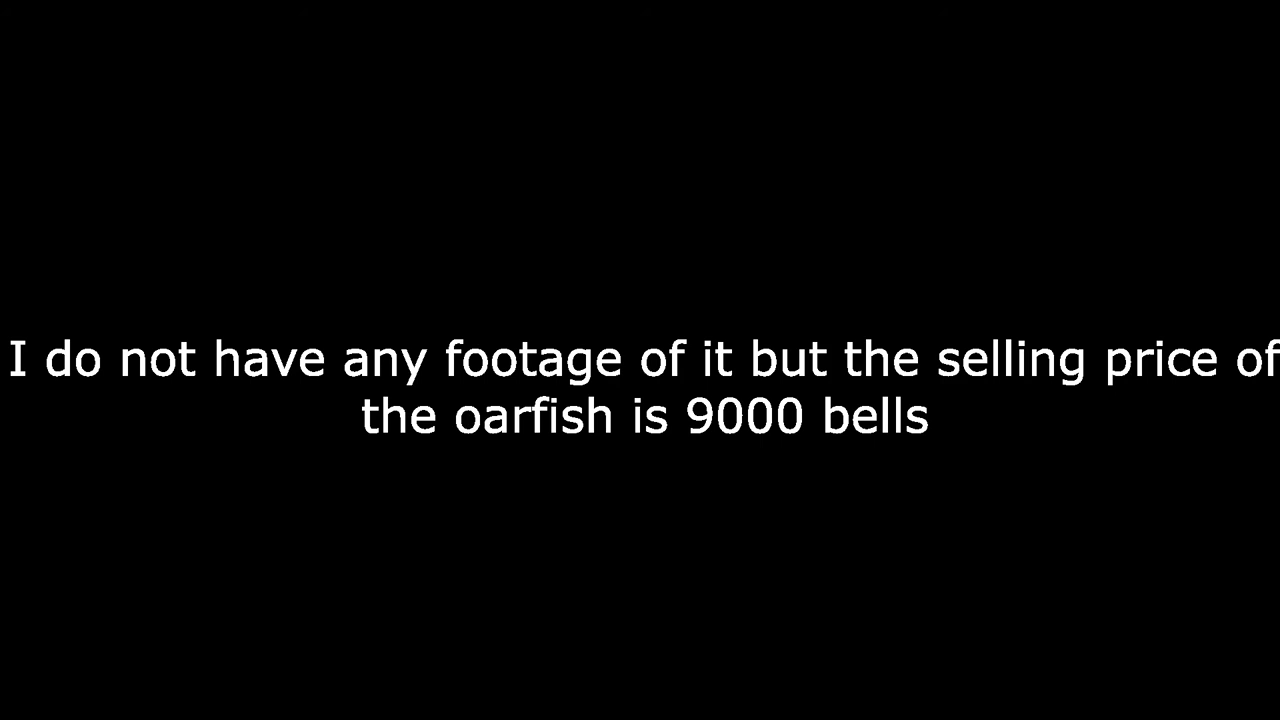 I do not have any footage of it but the selling price of
the oarfish is 9000 bells